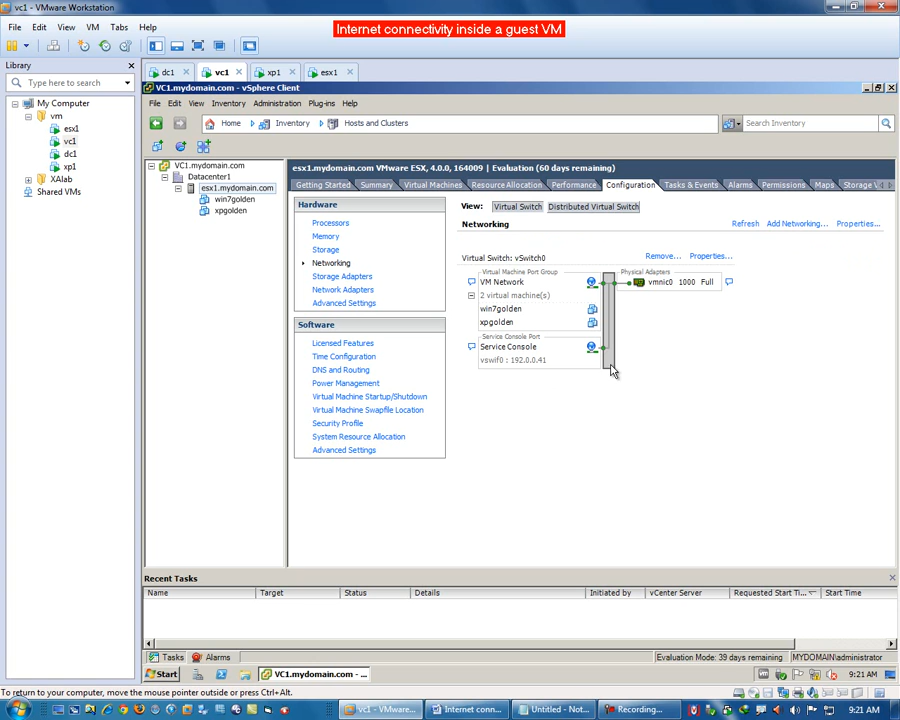 vc1 - VMware Workstation
Internet connectivity inside a guest VM
File Edit View VM Tabs Help
Library
Type here to search
My Computer
vm
esx1
vc1
dc1
xp1
XAlab
Shared VMs
dc1 vc1 xp1 esx1
VC1.mydomain.com - vSphere Client
File Edit View Inventory Administration Plug-ins Help
Home Inventory Hosts and Clusters
Search Inventory
VC1.mydomain.com
Datacenter1
esx1.mydomain.com
win7golden
xpgolden
esx1.mydomain.com VMware ESX, 4.0.0, 164009 | Evaluation (60 days remaining)
Getting Started Summary Virtual Machines Resource Allocation Performance Configuration Tasks & Events Alarms Permissions Maps Storage
Hardware
Processors
Memory
Storage
Networking
Storage Adapters
Network Adapters
Advanced Settings
Software
Licensed Features
Time Configuration
DNS and Routing
Power Management
Virtual Machine Startup/Shutdown
Virtual Machine Swapfile Location
Security Profile
System Resource Allocation
Advanced Settings
View: Virtual Switch Distributed Virtual Switch
Networking
Refresh Add Networking... Properties...
Virtual Switch: vSwitch0
Remove... Properties...
Virtual Machine Port Group
VM Network
2 virtual machine(s)
win7golden
xpgolden
Service Console Port
Service Console
vswif0 : 192.0.0.41
Physical Adapters
vmnic0 1000 Full
Recent Tasks
Name Target Status Details Initiated by vCenter Server Requested Start Ti... Start Time
Tasks Alarms
Evaluation Mode: 39 days remaining MYDOMAIN\administrator
Start VC1.mydomain.com - ... 9:21 AM
To return to your computer, move the mouse pointer outside or press Ctrl+Alt.
vc1 - VMware Works... Internet conn... Untitled - Not... Recording... 9:21 AM